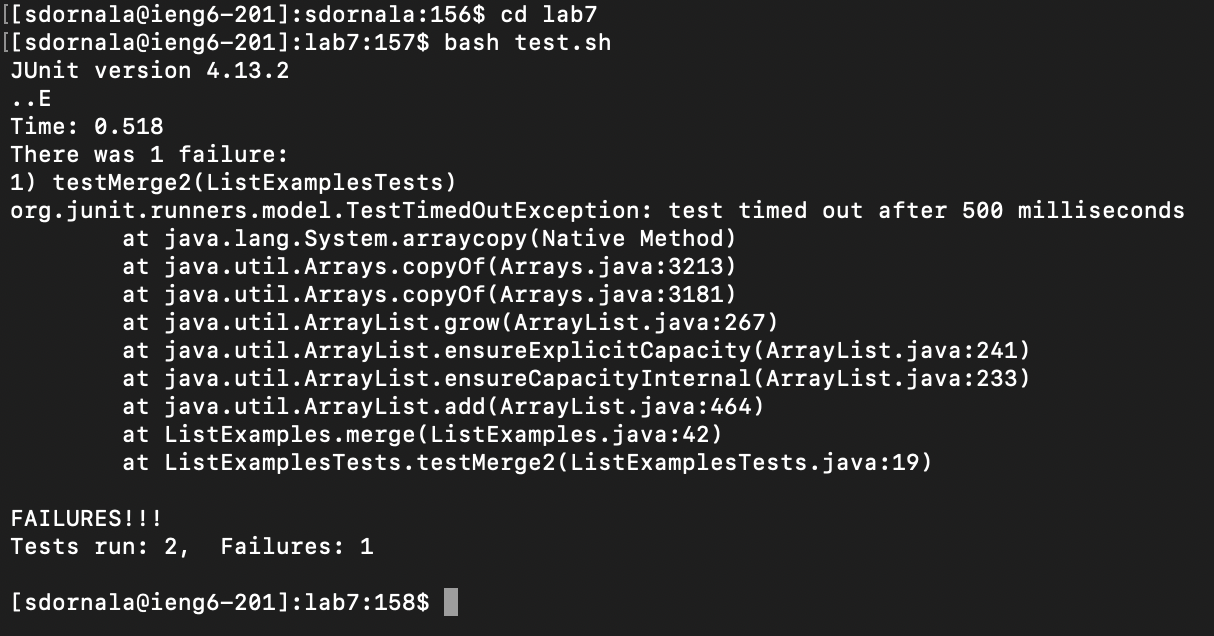 [[sdornala@ieng6-201]:sdornala:156$ cd lab7
[[sdornala@ieng6-201]:lab7:157$ bash test.sh
JUnit version 4.13.2
..E
Time: 0.518
There was 1 failure:
1) testMerge2(ListExamplesTests)
org.junit.runners.model.TestTimedOutException: test timed out after 500 milliseconds
        at java.lang.System.arraycopy(Native Method)
        at java.util.Arrays.copyOf(Arrays.java:3213)
        at java.util.Arrays.copyOf(Arrays.java:3181)
        at java.util.ArrayList.grow(ArrayList.java:267)
        at java.util.ArrayList.ensureExplicitCapacity(ArrayList.java:241)
        at java.util.ArrayList.ensureCapacityInternal(ArrayList.java:233)
        at java.util.ArrayList.add(ArrayList.java:464)
        at ListExamples.merge(ListExamples.java:42)
        at ListExamplesTests.testMerge2(ListExamplesTests.java:19)
FAILURES!!!
Tests run: 2,  Failures: 1
[sdornala@ieng6-201]:lab7:158$